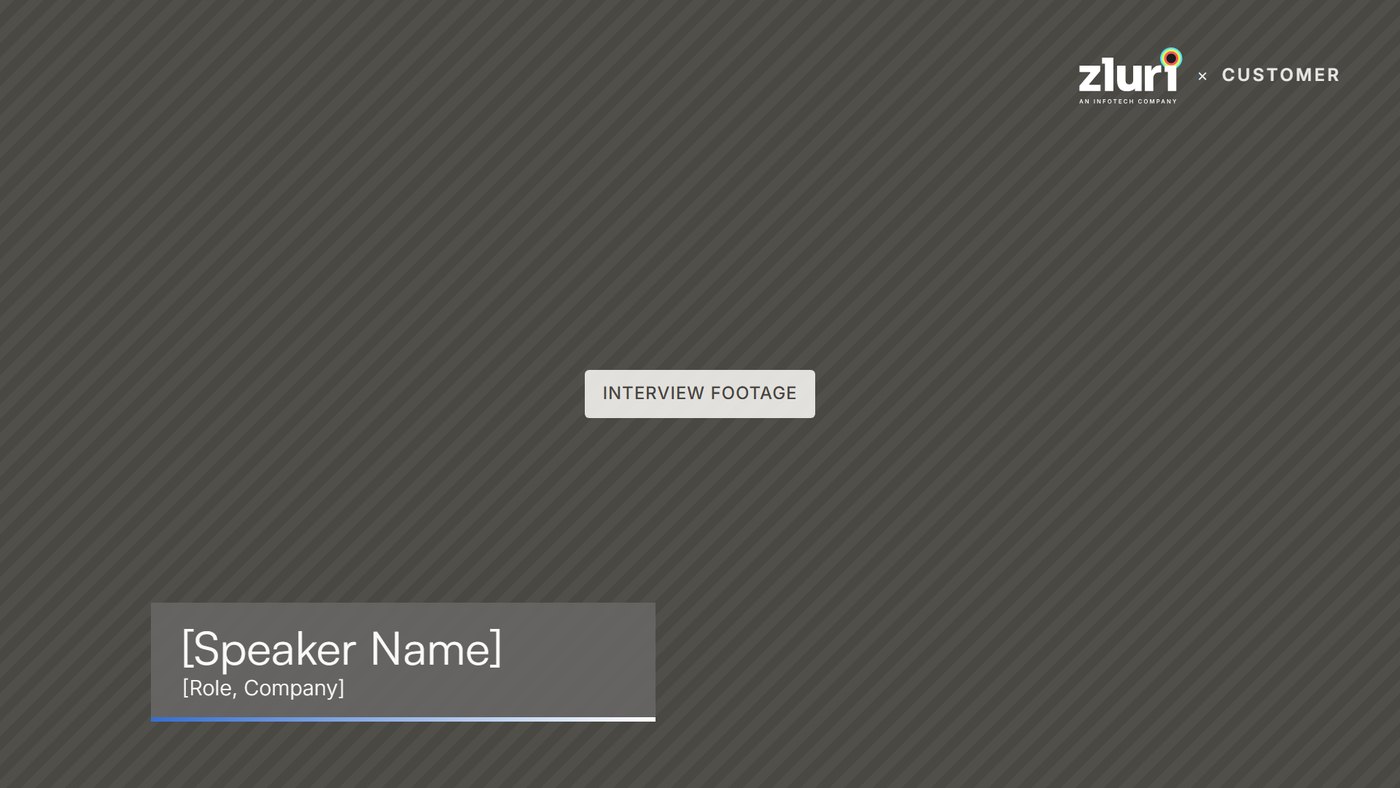 zluri × CUSTOMER
AN INFOTECH COMPANY
INTERVIEW FOOTAGE
[Speaker Name]
[Role, Company]